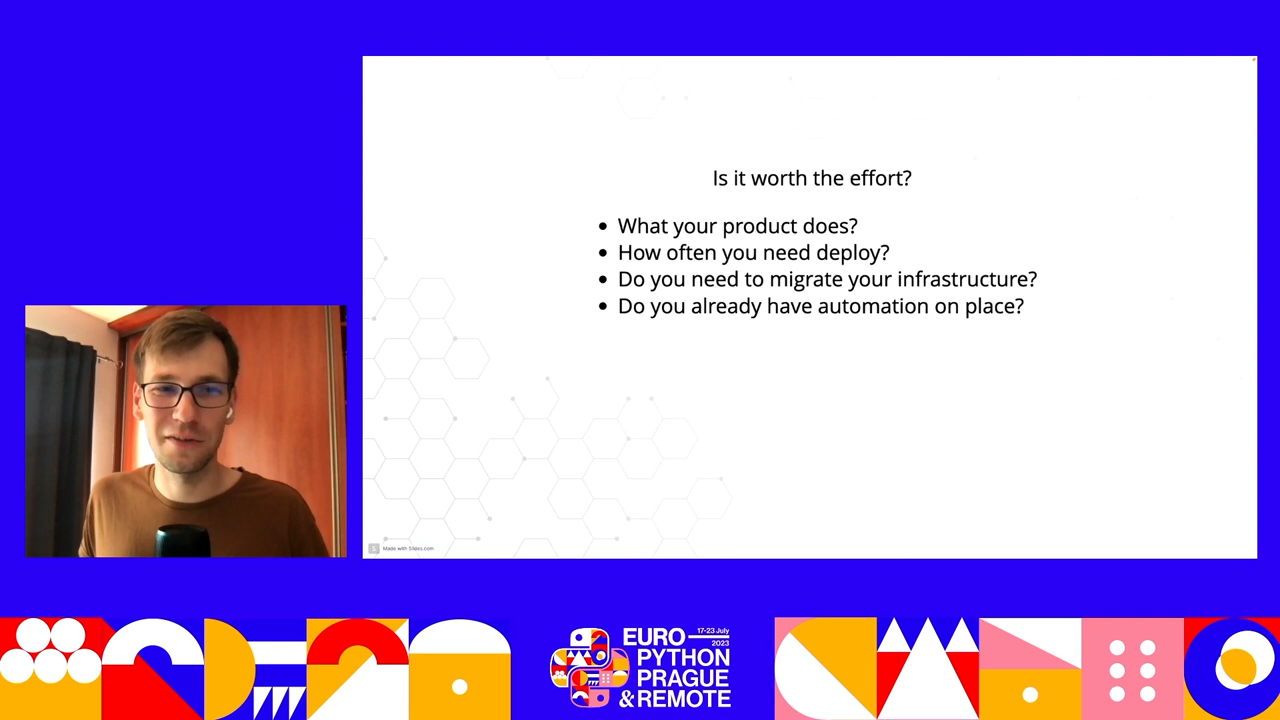 Is it worth the effort?
What your product does?
How often you need deploy?
Do you need to migrate your infrastructure?
Do you already have automation on place?
Made with Slides.com
EURO 17-23 July
2023
PYTHON
PRAGUE
& REMOTE